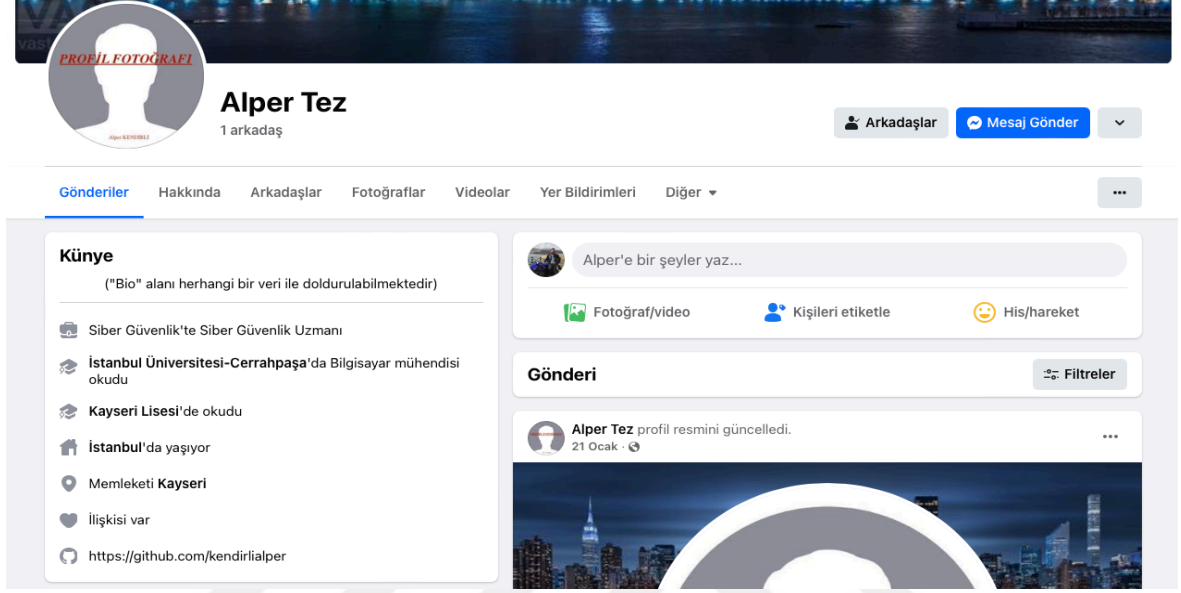 vast
PROFİL FOTOĞRAFI
Alper KENDİRLİ
Alper Tez
1 arkadaş
Arkadaşlar
Mesaj Gönder
Gönderiler Hakkında Arkadaşlar Fotoğraflar Videolar Yer Bildirimleri Diğer
Künye
("Bio" alanı herhangi bir veri ile doldurulabilmektedir)
Siber Güvenlik'te Siber Güvenlik Uzmanı
İstanbul Üniversitesi-Cerrahpaşa'da Bilgisayar mühendisi
okudu
Kayseri Lisesi'de okudu
İstanbul'da yaşıyor
Memleketi Kayseri
İlişkisi var
https://github.com/kendirlialper
Alper'e bir şeyler yaz...
Fotoğraf/video Kişileri etiketle His/hareket
Gönderi
Filtreler
Alper Tez profil resmini güncelledi.
21 Ocak ·